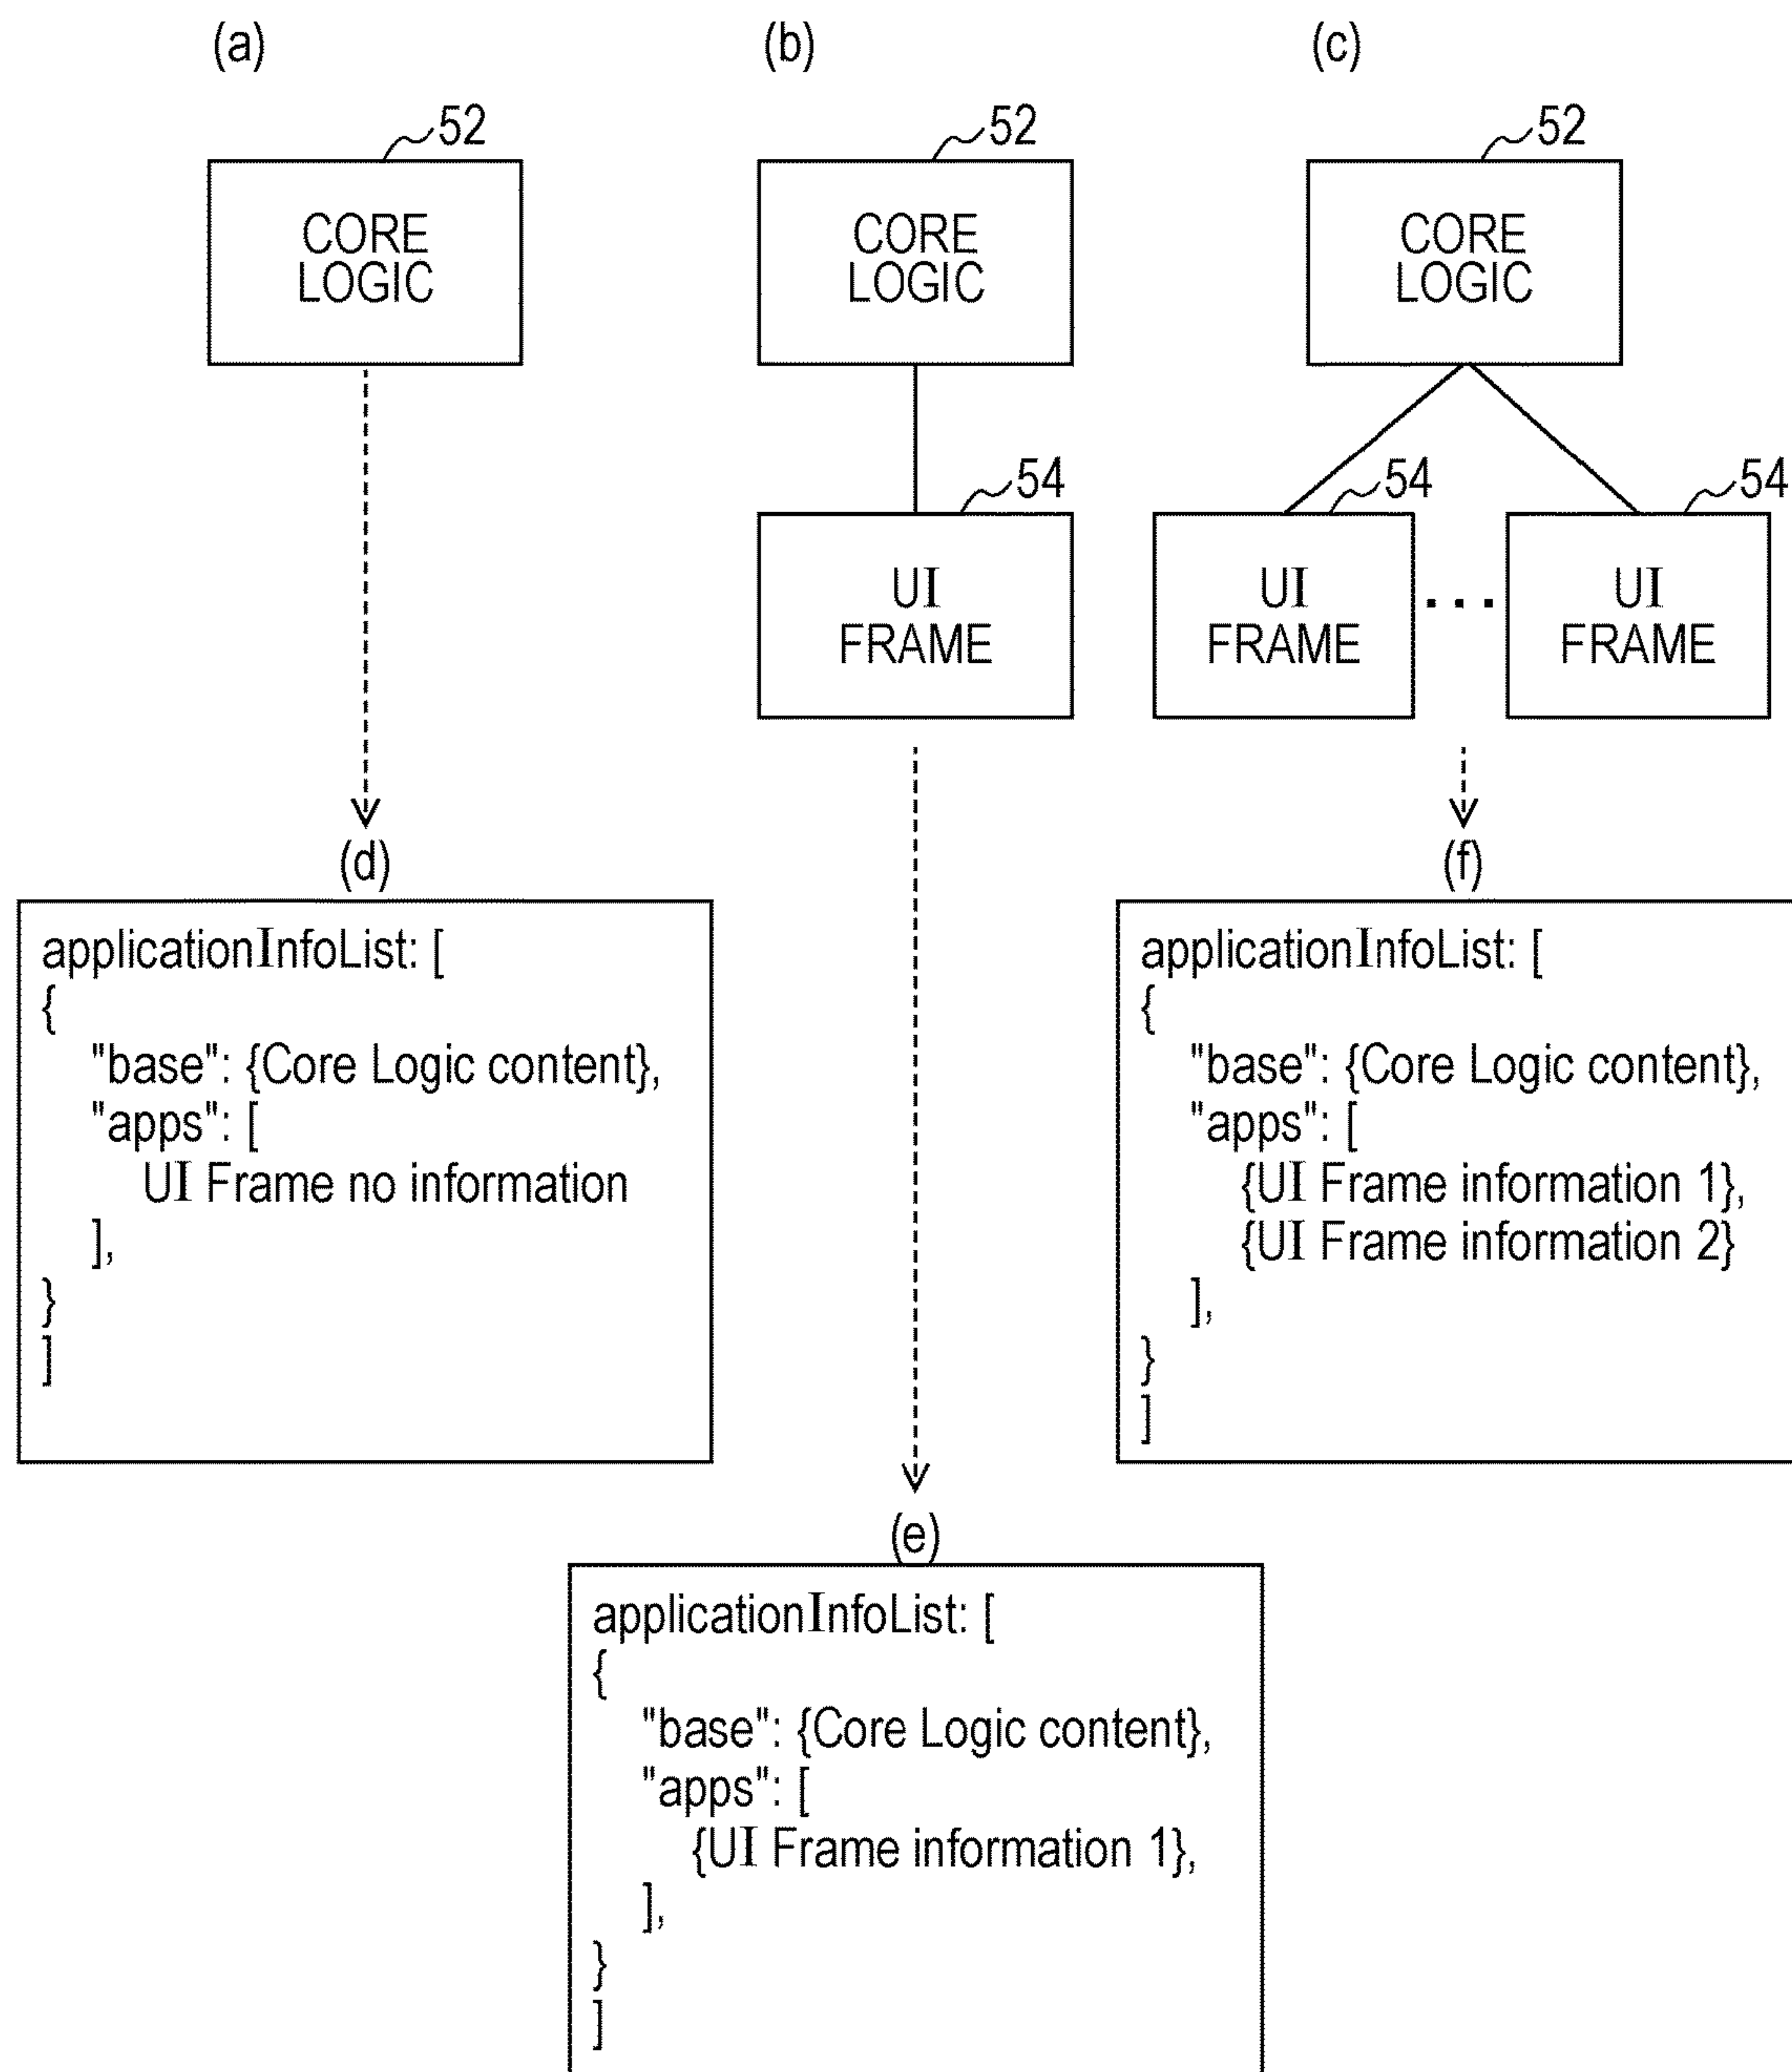 (a)
(b)
(c)
52
52
52
CORE
LOGIC
CORE
LOGIC
CORE
LOGIC
54
54
54
UI
FRAME
UI
FRAME
...
UI
FRAME
(d)
applicationInfoList: [
{
"base": {Core Logic content},
"apps": [
UI Frame no information
],
}
]
(f)
applicationInfoList: [
{
"base": {Core Logic content},
"apps": [
{UI Frame information 1},
{UI Frame information 2}
],
}
]
(e)
applicationInfoList: [
{
"base": {Core Logic content},
"apps": [
{UI Frame information 1},
],
}
]